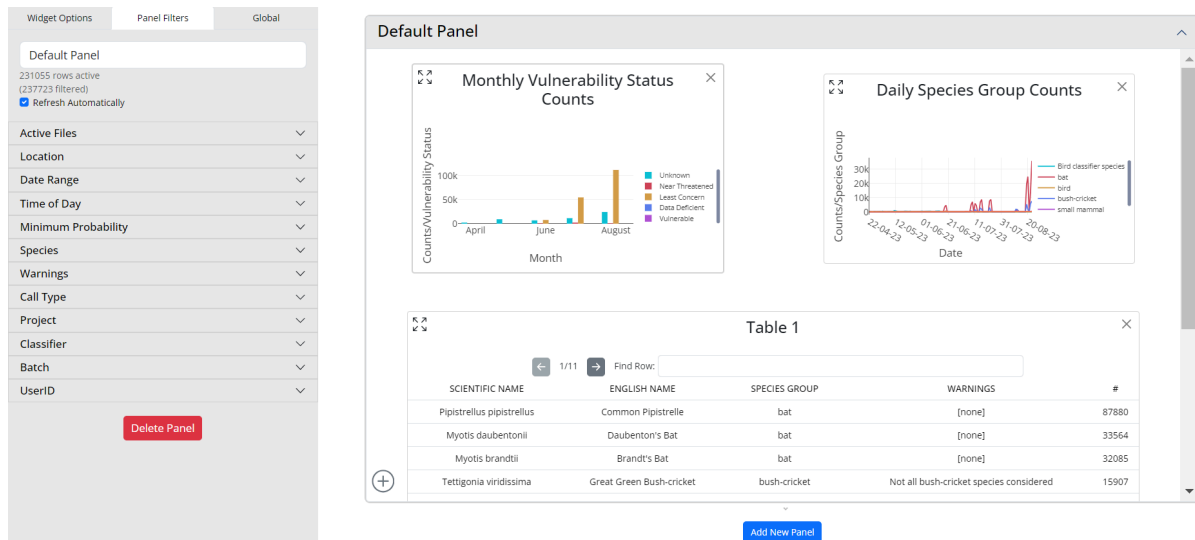 Widget Options
Panel Filters
Global
Default Panel
231055 rows active
(237723 filtered)
Refresh Automatically
Active Files
Location
Date Range
Time of Day
Minimum Probability
Species
Warnings
Call Type
Project
Classifier
Batch
UserID
Delete Panel
Default Panel
Monthly Vulnerability Status
Counts
Counts/Vulnerability Status
100k
50k
0
April
June
August
Month
Unknown
Near Threatened
Least Concern
Data Deficient
Vulnerable
Daily Species Group Counts
Counts/Species Group
30k
20k
10k
0
22-04-23
12-05-23
01-06-23
21-06-23
11-07-23
31-07-23
20-08-23
Date
Bird classifier species
bat
bird
bush-cricket
small mammal
Table 1
1/11
Find Row:
SCIENTIFIC NAME ENGLISH NAME SPECIES GROUP WARNINGS #
Pipistrellus pipistrellus Common Pipistrelle bat [none] 87880
Myotis daubentonii Daubenton's Bat bat [none] 33564
Myotis brandtii Brandt's Bat bat [none] 32085
Tettigonia viridissima Great Green Bush-cricket bush-cricket Not all bush-cricket species considered 15907
Add New Panel